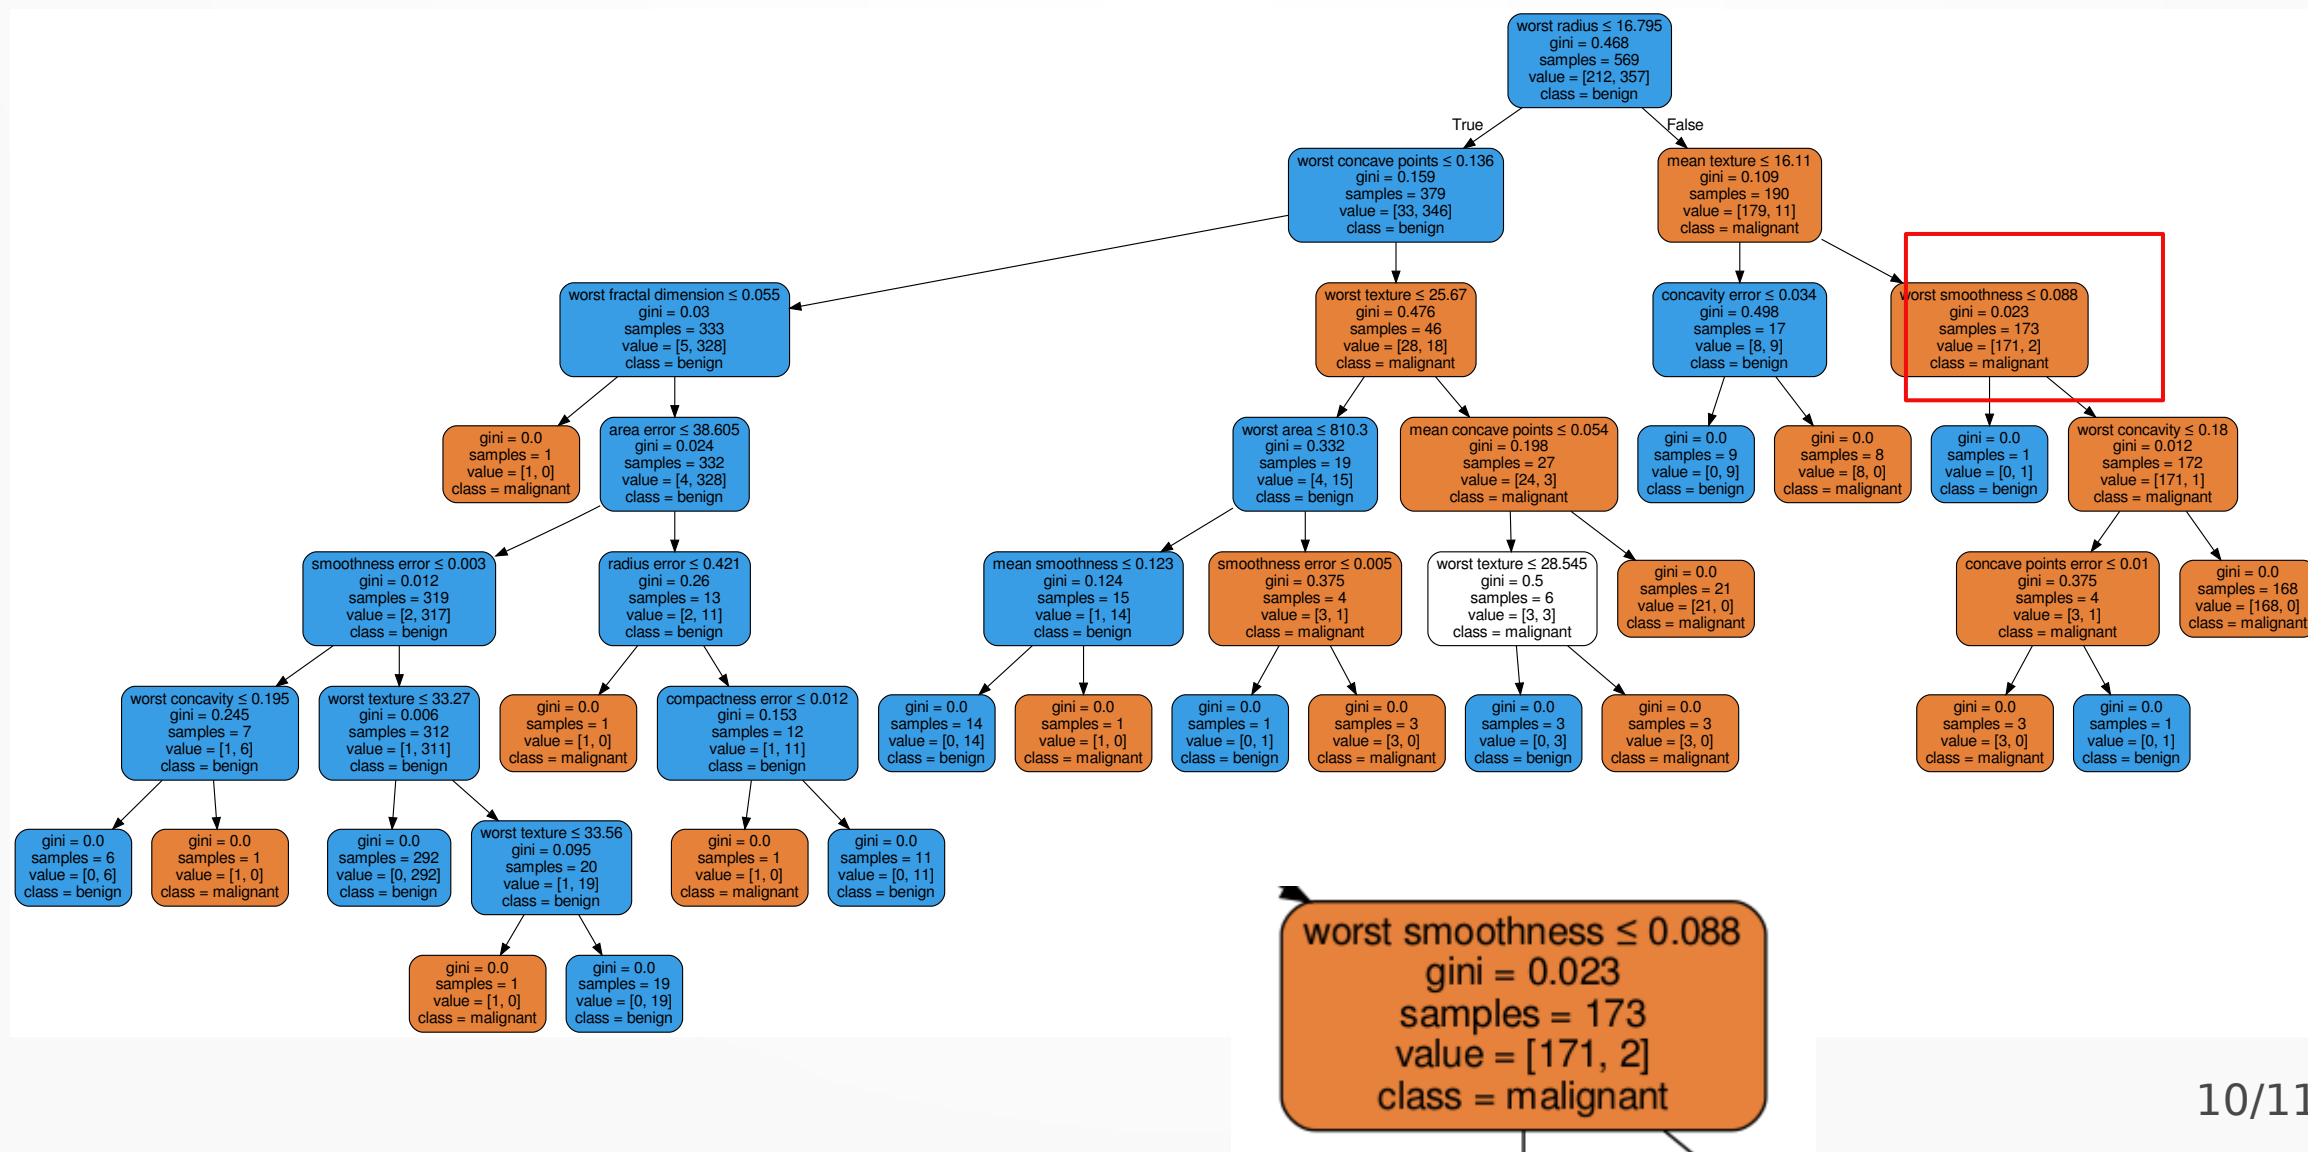 worst radius ≤ 16.795
gini = 0.468
samples = 569
value = [212, 357]
class = benign
True
False
worst concave points ≤ 0.136
gini = 0.159
samples = 379
value = [33, 346]
class = benign
mean texture ≤ 16.11
gini = 0.109
samples = 190
value = [179, 11]
class = malignant
worst fractal dimension ≤ 0.055
gini = 0.03
samples = 333
value = [5, 328]
class = benign
worst texture ≤ 25.67
gini = 0.476
samples = 46
value = [28, 18]
class = malignant
concavity error ≤ 0.034
gini = 0.498
samples = 17
value = [8, 9]
class = benign
worst smoothness ≤ 0.088
gini = 0.023
samples = 173
value = [171, 2]
class = malignant
gini = 0.0
samples = 1
value = [1, 0]
class = malignant
area error ≤ 38.605
gini = 0.024
samples = 332
value = [4, 328]
class = benign
worst area ≤ 810.3
gini = 0.332
samples = 19
value = [4, 15]
class = benign
mean concave points ≤ 0.054
gini = 0.198
samples = 27
value = [24, 3]
class = malignant
gini = 0.0
samples = 9
value = [0, 9]
class = benign
gini = 0.0
samples = 8
value = [8, 0]
class = malignant
gini = 0.0
samples = 1
value = [0, 1]
class = benign
worst concavity ≤ 0.18
gini = 0.012
samples = 172
value = [171, 1]
class = malignant
smoothness error ≤ 0.003
gini = 0.012
samples = 319
value = [2, 317]
class = benign
radius error ≤ 0.421
gini = 0.26
samples = 13
value = [2, 11]
class = benign
mean smoothness ≤ 0.123
gini = 0.124
samples = 15
value = [1, 14]
class = benign
smoothness error ≤ 0.005
gini = 0.375
samples = 4
value = [3, 1]
class = malignant
worst texture ≤ 28.545
gini = 0.5
samples = 6
value = [3, 3]
class = malignant
gini = 0.0
samples = 21
value = [21, 0]
class = malignant
concave points error ≤ 0.01
gini = 0.375
samples = 4
value = [3, 1]
class = malignant
gini = 0.0
samples = 168
value = [168, 0]
class = malignant
worst concavity ≤ 0.195
gini = 0.245
samples = 7
value = [1, 6]
class = benign
worst texture ≤ 33.27
gini = 0.006
samples = 312
value = [1, 311]
class = benign
gini = 0.0
samples = 1
value = [1, 0]
class = malignant
compactness error ≤ 0.012
gini = 0.153
samples = 12
value = [1, 11]
class = benign
gini = 0.0
samples = 14
value = [0, 14]
class = benign
gini = 0.0
samples = 1
value = [1, 0]
class = malignant
gini = 0.0
samples = 1
value = [0, 1]
class = benign
gini = 0.0
samples = 3
value = [3, 0]
class = malignant
gini = 0.0
samples = 3
value = [0, 3]
class = benign
gini = 0.0
samples = 3
value = [3, 0]
class = malignant
gini = 0.0
samples = 3
value = [3, 0]
class = malignant
gini = 0.0
samples = 1
value = [0, 1]
class = benign
gini = 0.0
samples = 6
value = [0, 6]
class = benign
gini = 0.0
samples = 1
value = [1, 0]
class = malignant
gini = 0.0
samples = 292
value = [0, 292]
class = benign
worst texture ≤ 33.56
gini = 0.095
samples = 20
value = [1, 19]
class = benign
gini = 0.0
samples = 1
value = [1, 0]
class = malignant
gini = 0.0
samples = 11
value = [0, 11]
class = benign
gini = 0.0
samples = 1
value = [1, 0]
class = malignant
gini = 0.0
samples = 19
value = [0, 19]
class = benign
worst smoothness ≤ 0.088
gini = 0.023
samples = 173
value = [171, 2]
class = malignant
10/11